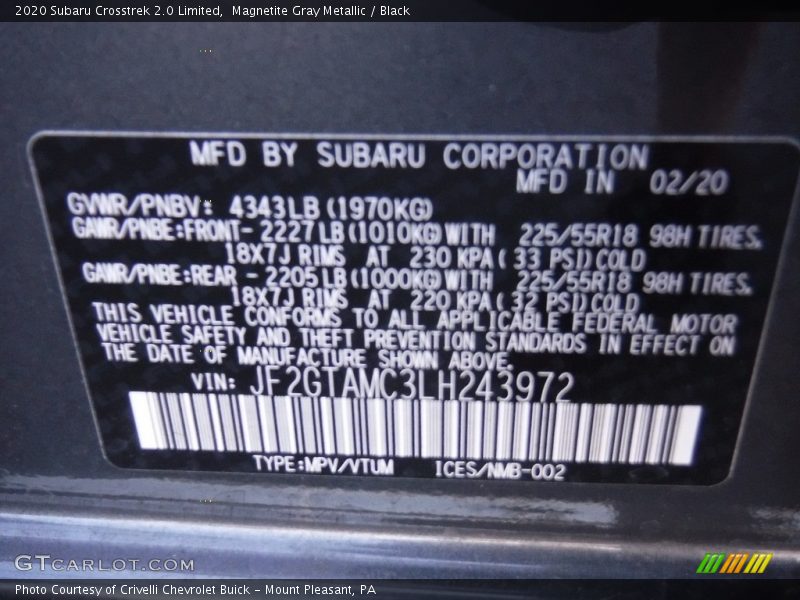 2020 Subaru Crosstrek 2.0 Limited, Magnetite Gray Metallic / Black
MFD BY SUBARU CORPORATION
MFD IN 02/20
GVWR/PNBV: 4343LB (1970KG)
GAWR/PNBE:FRONT- 2227LB(1010KG)WITH 225/55R18 98H TIRES,
18X7J RIMS AT 230 KPA( 33 PSI)COLD
GAWR/PNBE:REAR - 2205LB(1000KG)WITH 225/55R18 98H TIRES,
18X7J RIMS AT 220 KPA( 32 PSI)COLD
THIS VEHICLE CONFORMS TO ALL APPLICABLE FEDERAL MOTOR
VEHICLE SAFETY AND THEFT PREVENTION STANDARDS IN EFFECT ON
THE DATE OF MANUFACTURE SHOWN ABOVE.
VIN: JF2GTAMC3LH243972
TYPE:MPV/VTUM ICES/NMB-002
GTCARLOT.COM
Photo Courtesy of Crivelli Chevrolet Buick - Mount Pleasant, PA